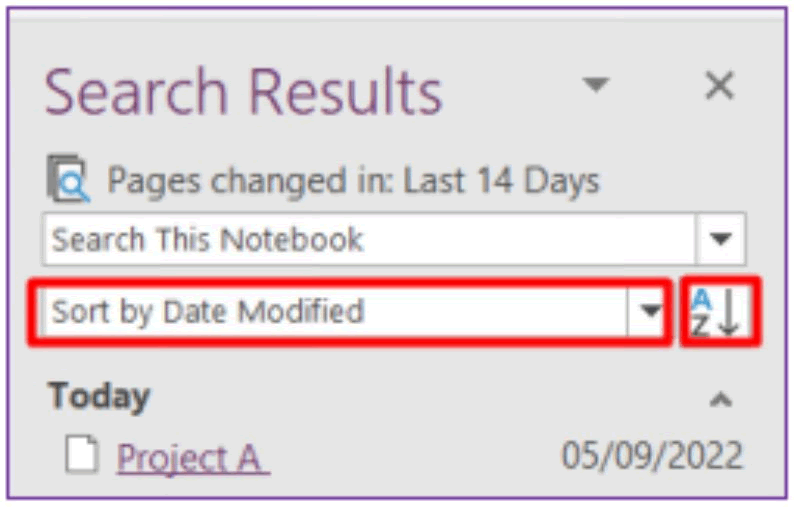 Search Results
Pages changed in: Last 14 Days
Search This Notebook
Sort by Date Modified AZ
Today
Project A 05/09/2022